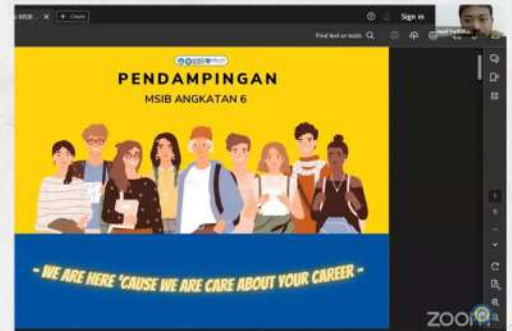 MSIB ... X + Create Sign in
Find text or tools
PENDAMPINGAN
MSIB ANGKATAN 6
- WE ARE HERE 'CAUSE WE ARE CARE ABOUT YOUR CAREER -
zoom